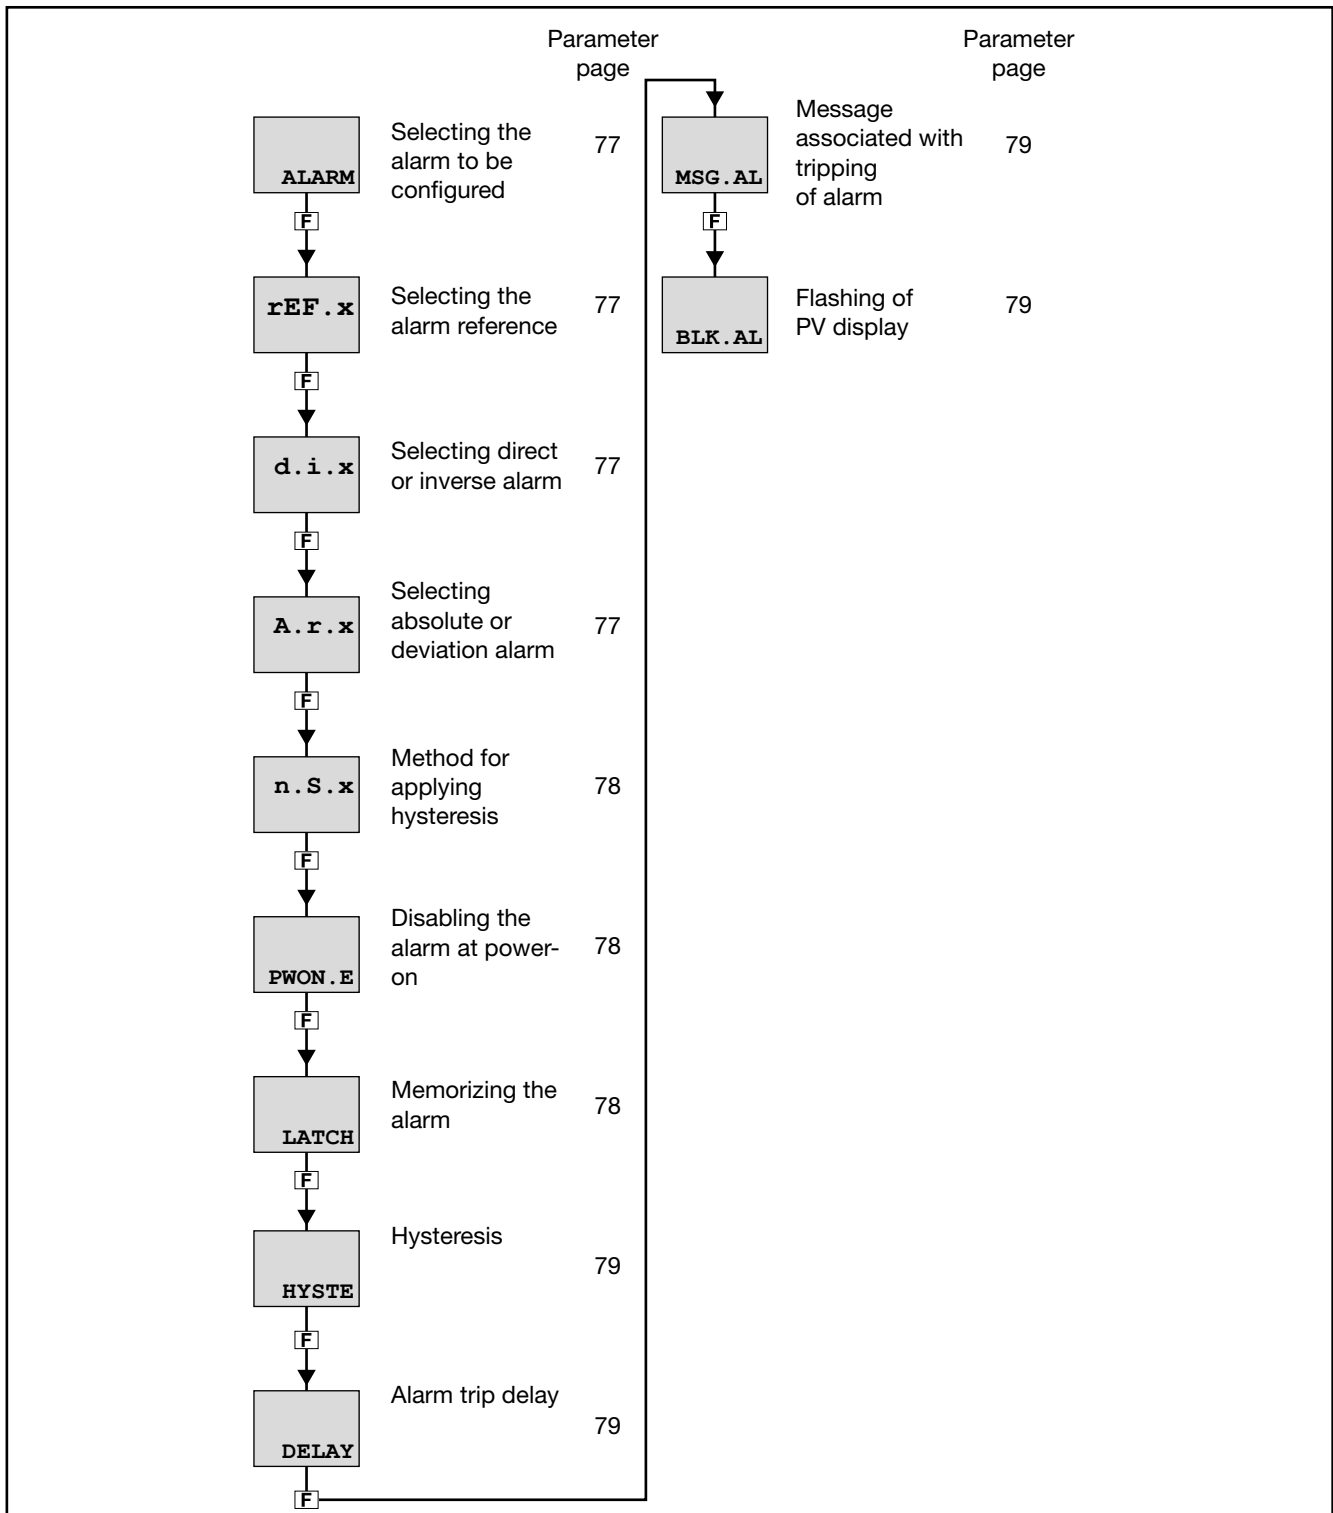 Parameter
page
ALARM
Selecting the
alarm to be
configured
77
F
rEF.x
Selecting the
alarm reference
77
F
d.i.x
Selecting direct
or inverse alarm
77
F
A.r.x
Selecting
absolute or
deviation alarm
77
F
n.S.x
Method for
applying
hysteresis
78
F
PWON.E
Disabling the
alarm at power-
on
78
F
LATCH
Memorizing the
alarm
78
F
HYSTE
Hysteresis
79
F
DELAY
Alarm trip delay
79
F
Parameter
page
MSG.AL
Message
associated with
tripping
of alarm
79
F
BLK.AL
Flashing of
PV display
79